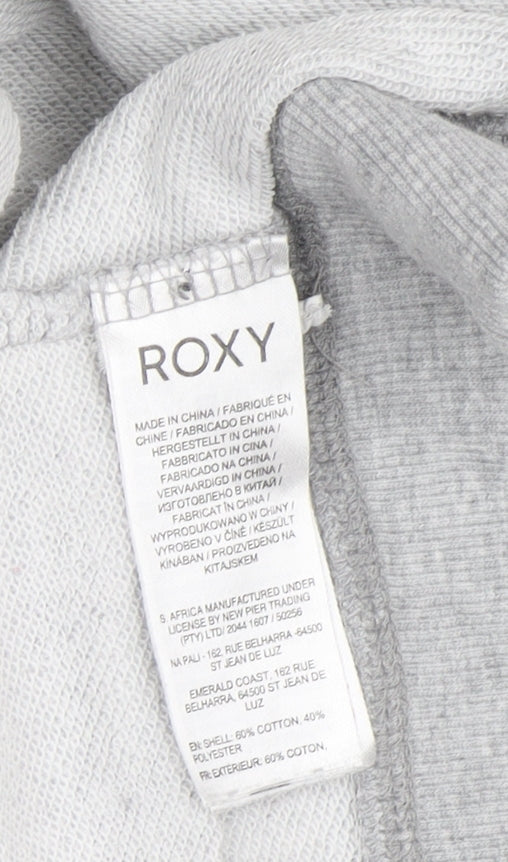 ROXY
MADE IN CHINA / FABRIQUÉ EN
CHINE / FABRICADO EN CHINA /
HERGESTELLT IN CHINA /
FABBRICATO IN CINA /
FABRICADO NA CHINA /
VERVAARDIGD IN CHINA /
ИЗГОТОВЛЕНО В КИТАЙ /
FABRICAT ÎN CHINA /
WYPRODUKOWANO W CHINY /
VYROBENO V ČÍNĚ / KÉSZÜLT
KÍNÁBAN / PROIZVEDENO NA
KITAJSKEM
S. AFRICA MANUFACTURED UNDER
LICENSE BY NEW PIER TRADING
(PTY) LTD/ 2044 1607 / 50256
NA PALI - 162, RUE BELHARRA -64500
ST JEAN DE LUZ
EMERALD COAST, 162 RUE
BELHARRA, 64500 ST JEAN DE
LUZ
EN: SHELL: 60% COTTON, 40%
POLYESTER
FR: EXTÉRIEUR: 60% COTON,